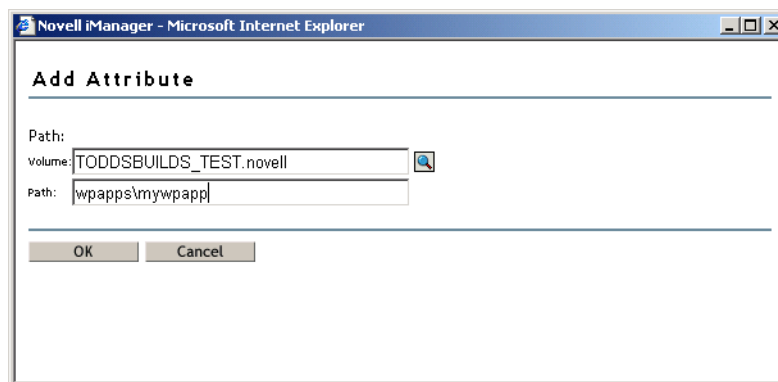 Novell iManager - Microsoft Internet Explorer
Add Attribute
Path:
Volume: TODDSBUILDS_TEST.novell
Path: wpapps\mywpapp
OK Cancel